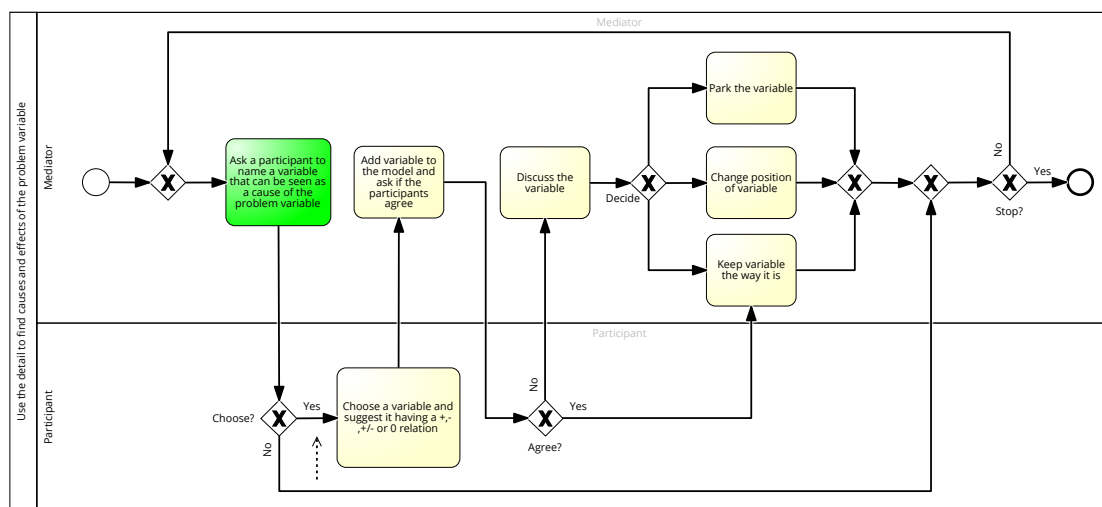 Use the detail to find causes and effects of the problem variable
Mediator
Mediator
Ask a participant to
name a variable
that can be seen as
a cause of the
problem variable
Add variable to
the model and
ask if the
participants
agree
Discuss the
variable
Decide
Park the variable
Change position
of variable
Keep variable
the way it is
No
Yes
Stop?
Participant
Participant
Choose?
Yes
No
Choose a variable and
suggest it having a +,-
,+/- or 0 relation
No
Yes
Agree?